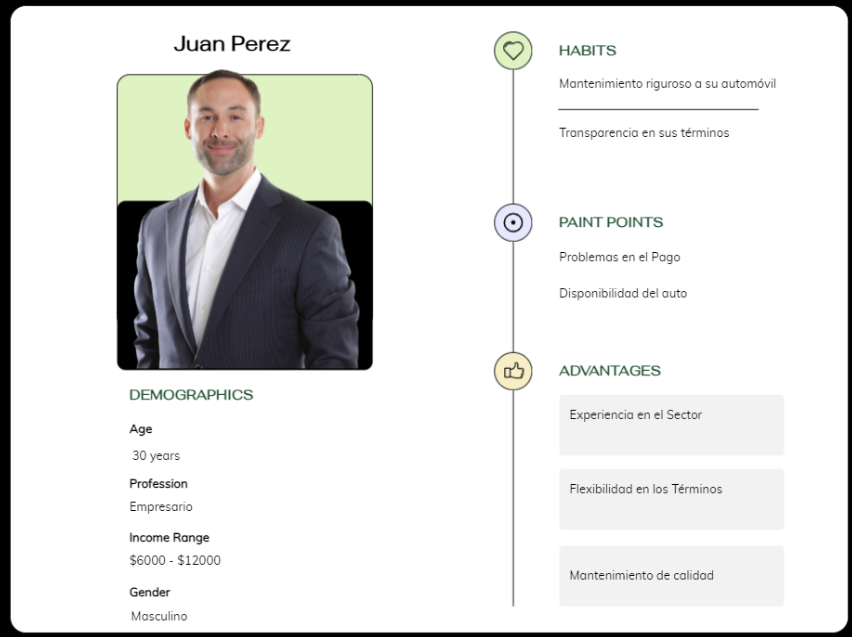 Juan Perez
DEMOGRAPHICS
Age
30 years
Profession
Empresario
Income Range
$6000 - $12000
Gender
Masculino
HABITS
Mantenimiento riguroso a su automóvil
Transparencia en sus términos
PAINT POINTS
Problemas en el Pago
Disponibilidad del auto
ADVANTAGES
Experiencia en el Sector
Flexibilidad en los Términos
Mantenimiento de calidad